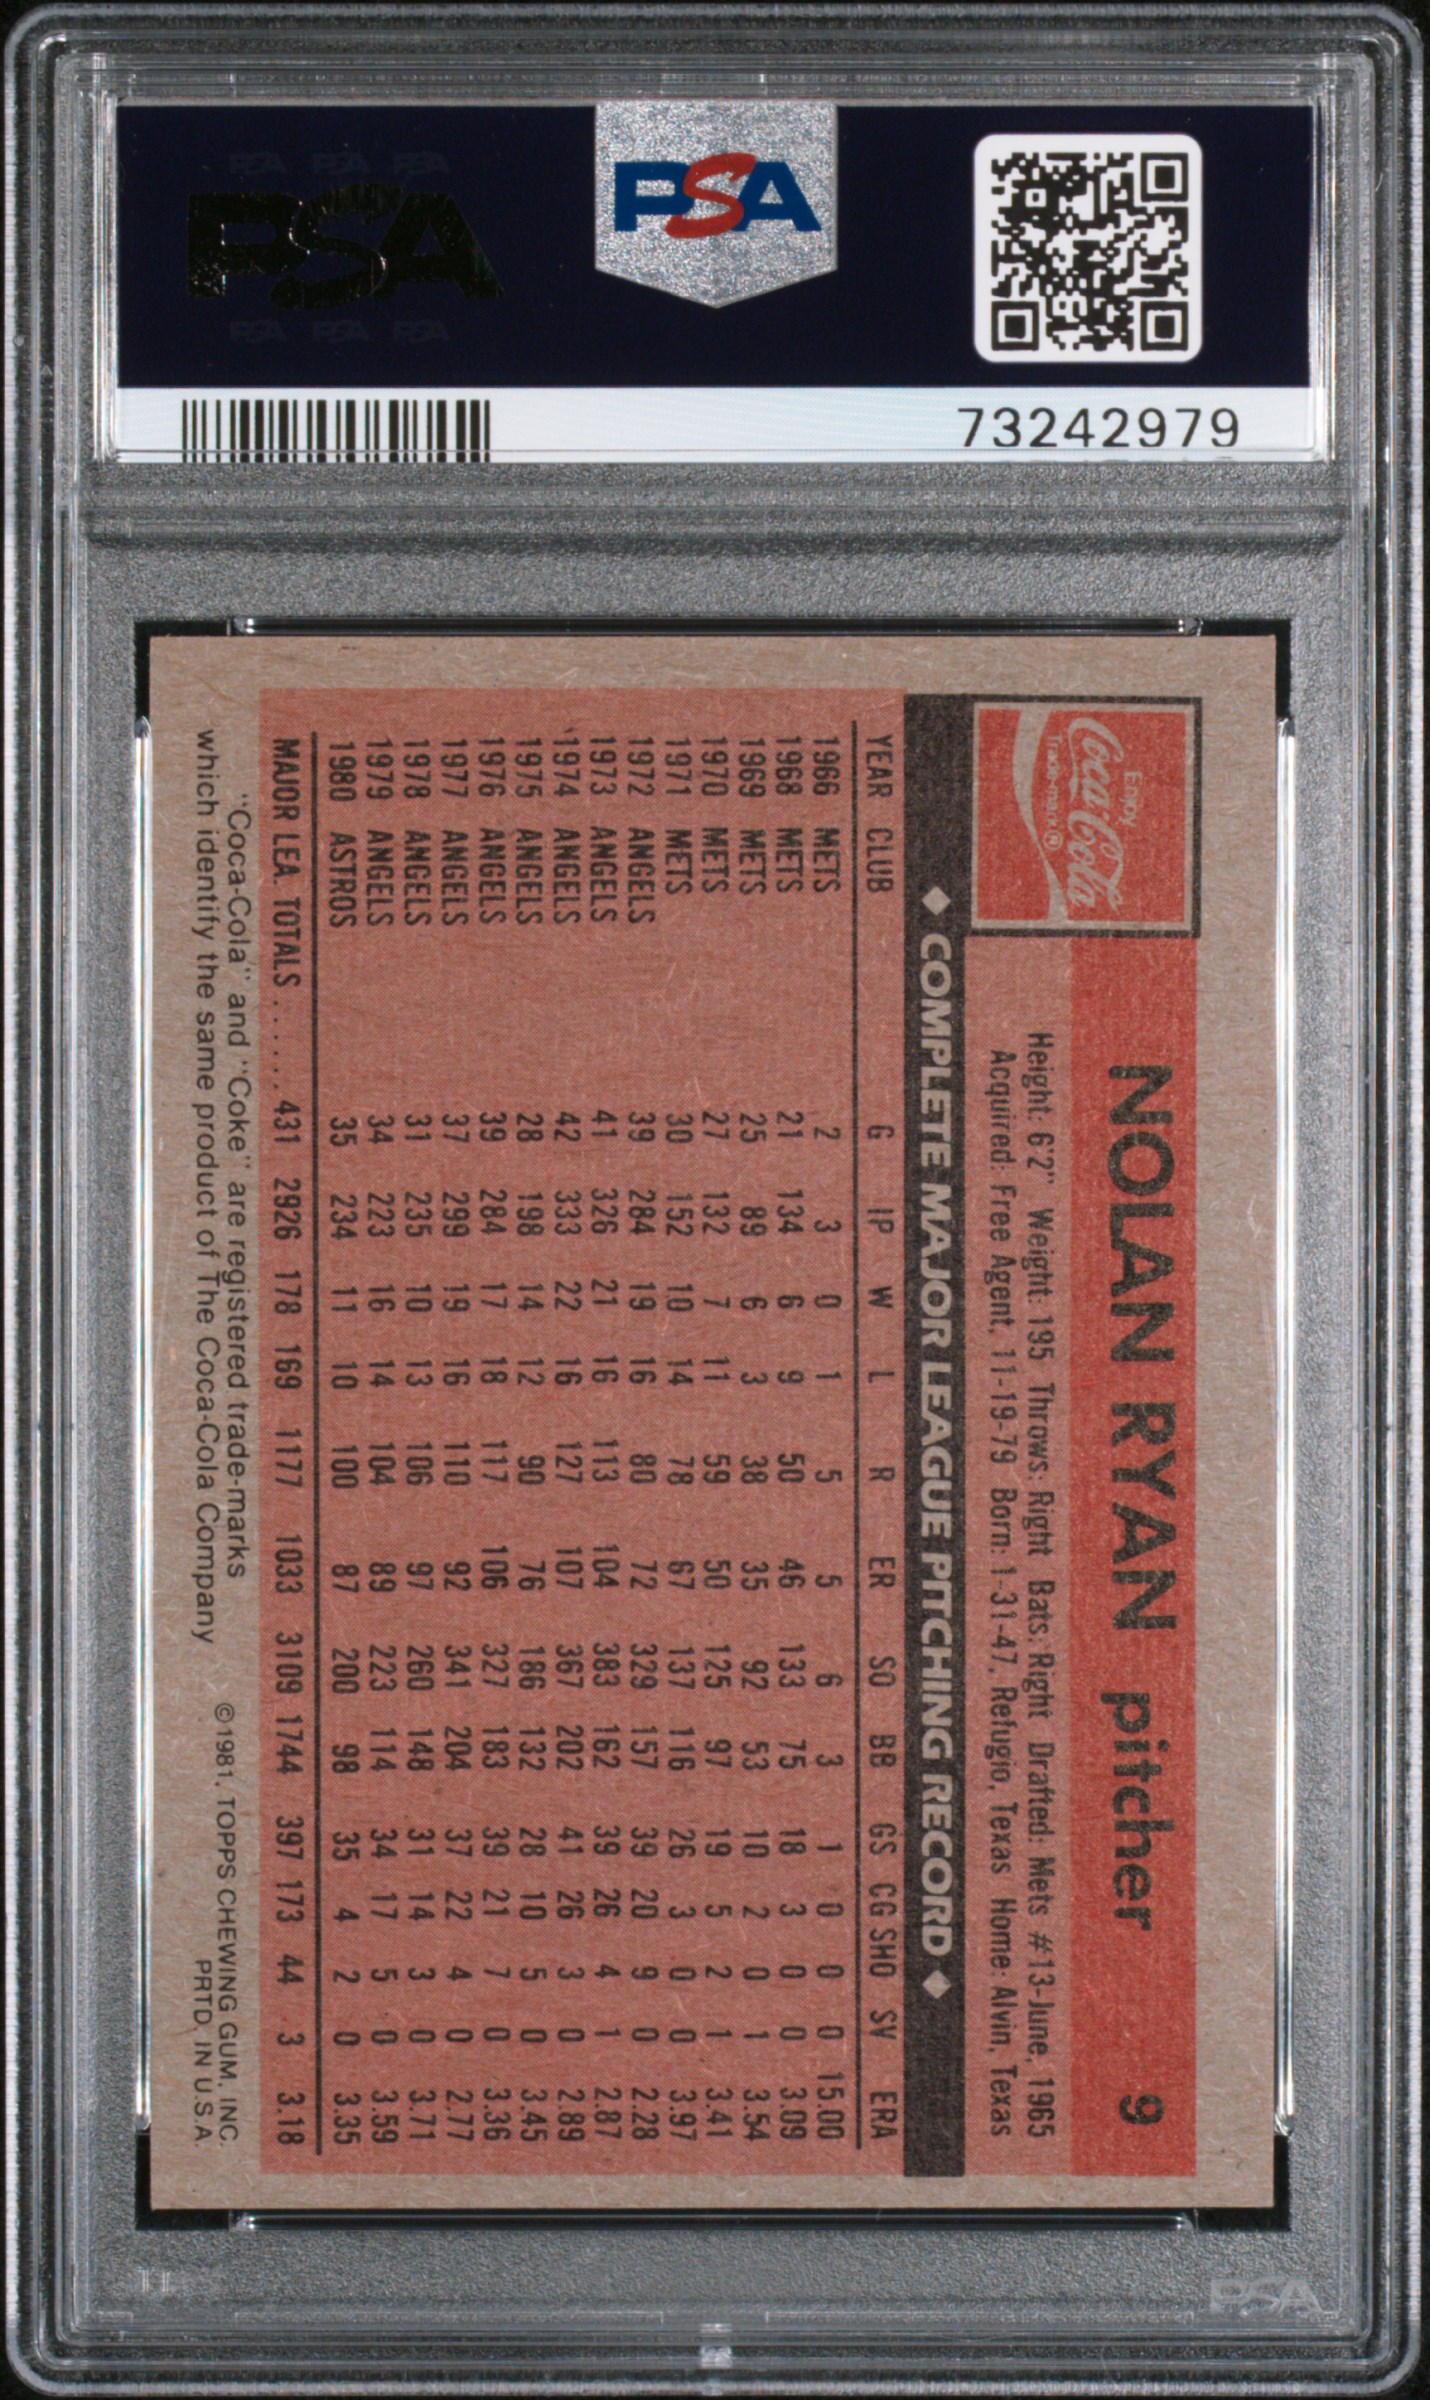 PSA PSA PSA
PSA
PSA PSA PSA
PSA
73242979
Enjoy
Coca-Cola
Trade-mark ®
NOLAN RYAN pitcher 9
Height: 6'2" Weight: 195 Throws: Right Bats: Right Drafted: Mets #13-June, 1965
Acquired: Free Agent, 11-19-79 Born: 1-31-47, Refugio, Texas Home: Alvin, Texas
◆ COMPLETE MAJOR LEAGUE PITCHING RECORD ◆
YEAR CLUB G IP W L R ER SO BB GS CG SHO SV ERA
1966 METS 2 3 0 1 5 5 6 3 1 0 0 0 15.00
1968 METS 21 134 6 9 50 46 133 75 18 3 0 0 3.09
1969 METS 25 89 6 3 38 35 92 53 10 2 0 1 3.54
1970 METS 27 132 7 11 59 50 125 97 19 5 2 1 3.41
1971 METS 30 152 10 14 78 67 137 116 26 3 0 0 3.97
1972 ANGELS 39 284 19 16 80 72 329 157 39 20 9 0 2.28
1973 ANGELS 41 326 21 16 113 104 383 162 39 26 4 1 2.87
1974 ANGELS 42 333 22 16 127 107 367 202 41 26 3 0 2.89
1975 ANGELS 28 198 14 12 90 76 186 132 28 10 5 0 3.45
1976 ANGELS 39 284 17 18 117 106 327 183 39 21 7 0 3.36
1977 ANGELS 37 299 19 16 110 92 341 204 37 22 4 0 2.77
1978 ANGELS 31 235 10 13 106 97 260 148 31 14 3 0 3.71
1979 ANGELS 34 223 16 14 104 89 223 114 34 17 5 0 3.59
1980 ASTROS 35 234 11 10 100 87 200 98 35 4 2 0 3.35
MAJOR LEA. TOTALS ...... 431 2926 178 169 1177 1033 3109 1744 397 173 44 3 3.18
"Coca-Cola" and "Coke" are registered trade-marks
which identify the same product of The Coca-Cola Company
©1981, TOPPS CHEWING GUM, INC.
PRTD. IN U.S.A.
PSA